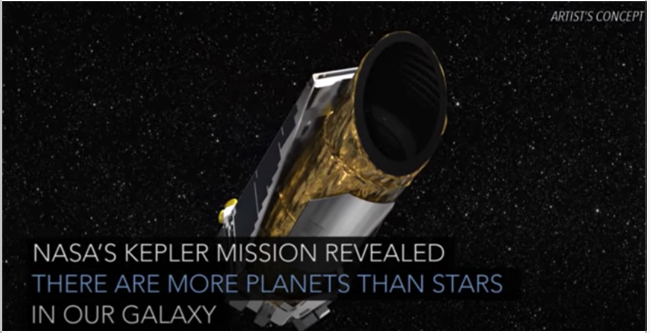 ARTIST'S CONCEPT
NASA'S KEPLER MISSION REVEALED
THERE ARE MORE PLANETS THAN STARS
IN OUR GALAXY